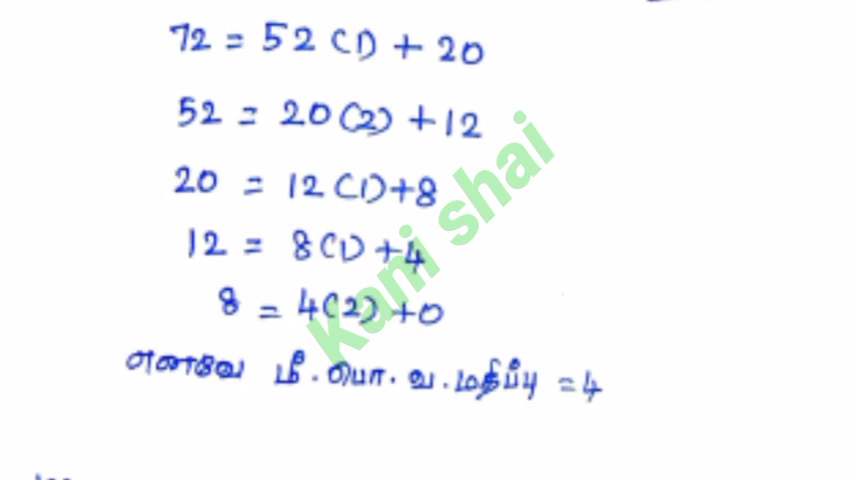 72 = 52 (1) + 20
52 = 20 (2) + 12
20 = 12 (1) + 8
12 = 8 (1) + 4
8 = 4 (2) + 0
எனவே மீ . பொ . வ . மதிப்பு = 4
Kani shai